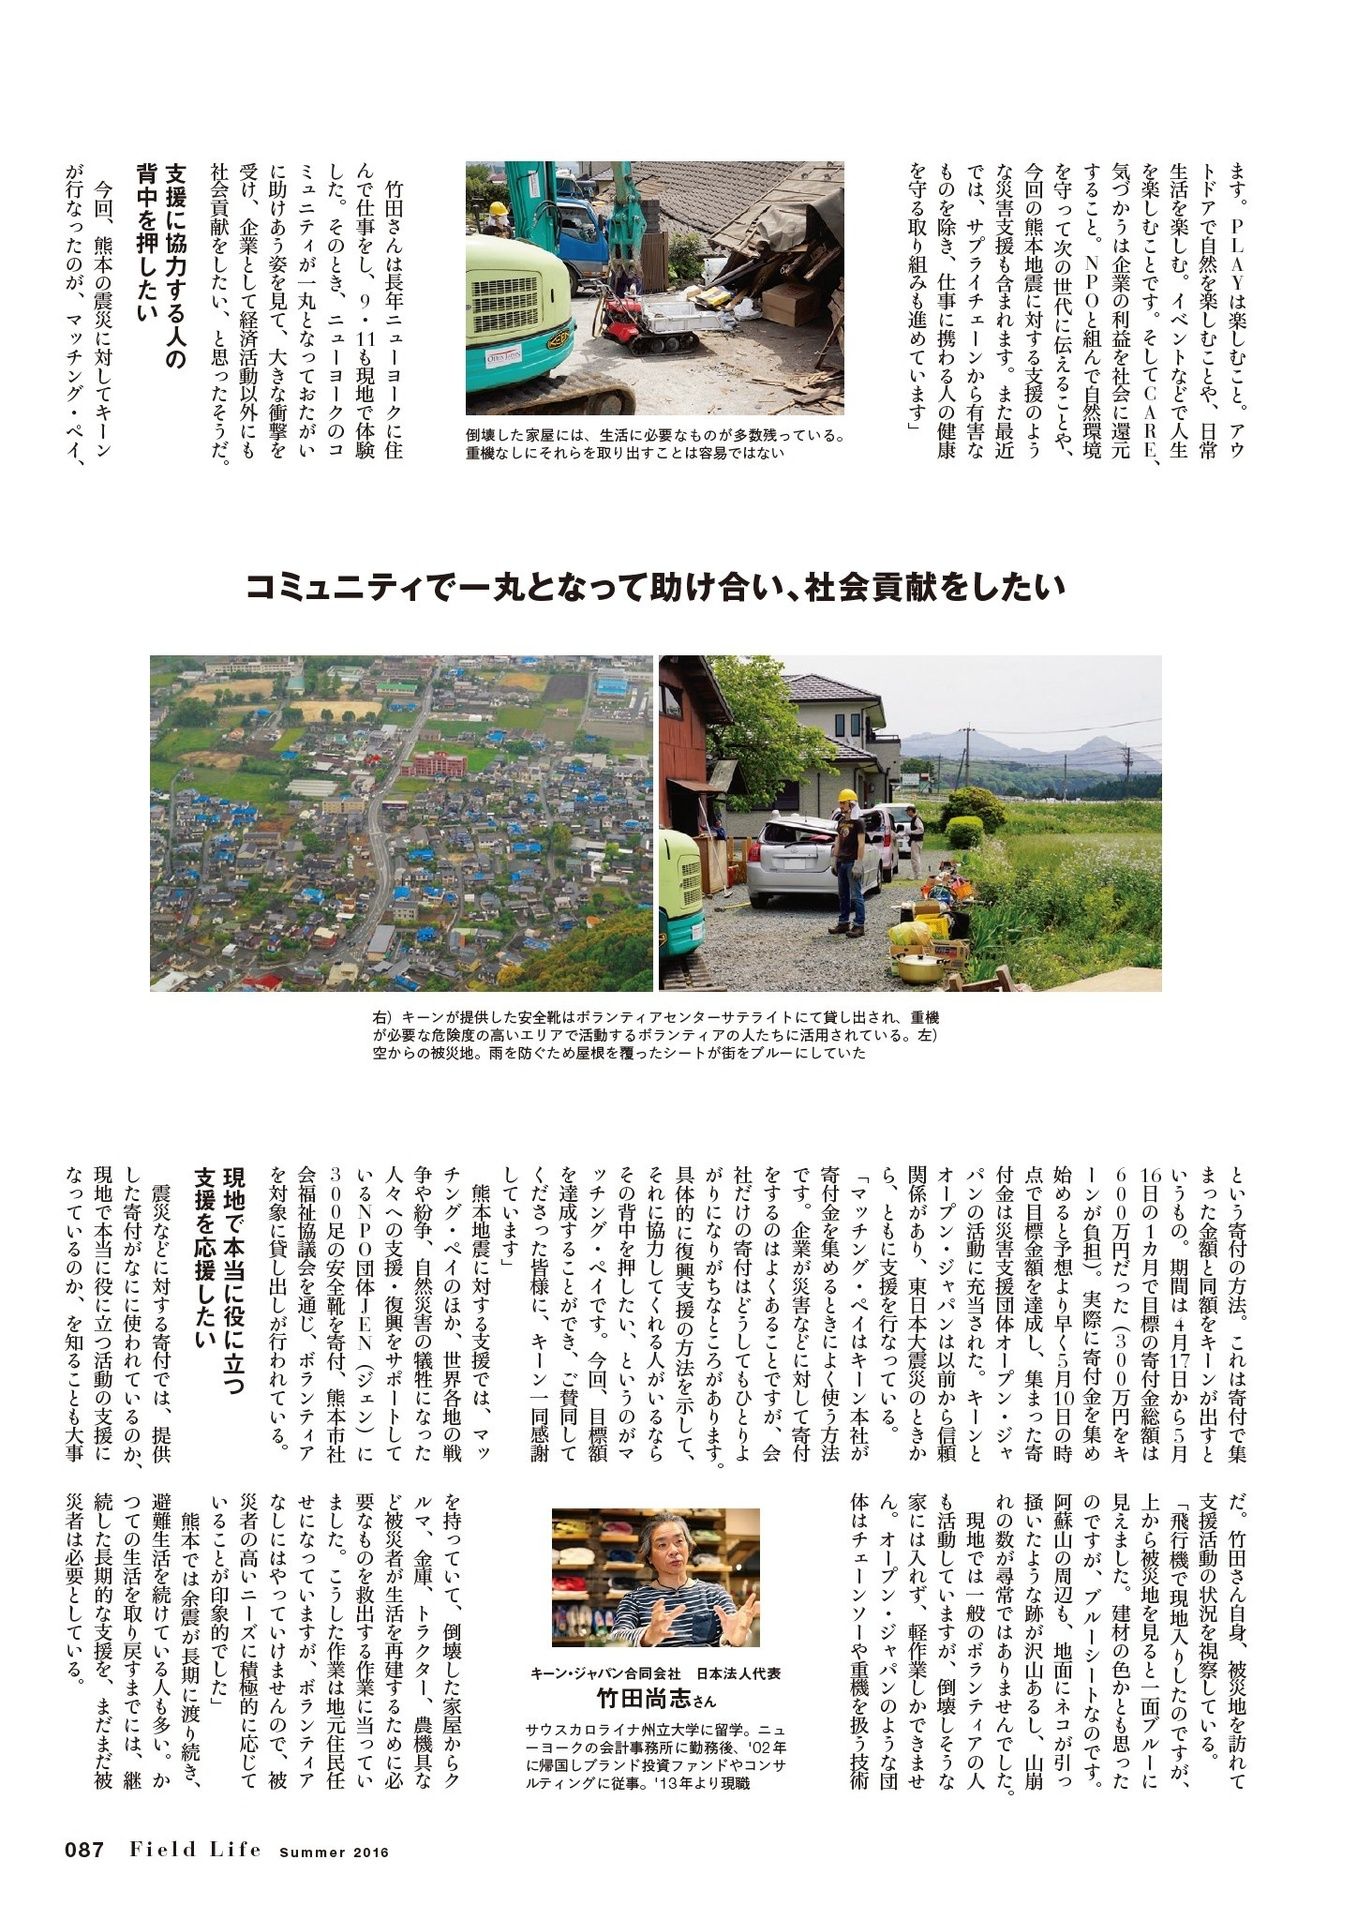 ます。PLAYは楽しむこと。アウ
トドアで自然を楽しむことや、日常
生活を楽しむ。イベントなどで人生
を楽しむことです。そしてCARE、
気づかうは企業の利益を社会に還元
すること。NPOと組んで自然環境
を守って次の世代に伝えることや、
今回の熊本地震に対する支援のよう
な災害支援も含まれます。また最近
では、サプライチェーンから有害な
ものを除き、仕事に携わる人の健康
を守る取り組みも進めています」
倒壊した家屋には、生活に必要なものが多数残っている。
重機なしにそれらを取り出すことは容易ではない
竹田さんは長年ニューヨークに住
んで仕事をし、9・11も現地で体験
した。そのとき、ニューヨークのコ
ミュニティが一丸となっておたがい
に助けあう姿を見て、大きな衝撃を
受け、企業として経済活動以外にも
社会貢献をしたい、と思ったそうだ。
支援に協力する人の
背中を押したい
今回、熊本の震災に対してキーン
が行なったのが、マッチング・ペイ、
コミュニティで一丸となって助け合い、社会貢献をしたい
右）キーンが提供した安全靴はボランティアセンターサテライトにて貸し出され、重機
が必要な危険度の高いエリアで活動するボランティアの人たちに活用されている。左）
空からの被災地。雨を防ぐため屋根を覆ったシートが街をブルーにしていた
という寄付の方法。これは寄付で集
まった金額と同額をキーンが出すと
いうもの。期間は4月17日から5月
16日の1カ月で目標の寄付金総額は
600万円だった（300万円をキ
ーンが負担）。実際に寄付金を集め
始めると予想より早く5月10日の時
点で目標金額を達成し、集まった寄
付金は災害支援団体オープン・ジャ
パンの活動に充当された。キーンと
オープン・ジャパンは以前から信頼
関係があり、東日本大震災のときか
ら、ともに支援を行なっている。
「マッチング・ペイはキーン本社が
寄付金を集めるときによく使う方法
です。企業が災害などに対して寄付
をするのはよくあることですが、会
社だけの寄付はどうしてもひとりよ
がりになりがちなところがあります。
具体的に復興支援の方法を示して、
それに協力してくれる人がいるなら
その背中を押したい、というのがマ
ッチング・ペイです。今回、目標額
を達成することができ、ご賛同して
くださった皆様に、キーン一同感謝
しています」
熊本地震に対する支援では、マッ
チング・ペイのほか、世界各地の戦
争や紛争、自然災害の犠牲になった
人々への支援・復興をサポートして
いるNPO団体JEN（ジェン）に
300足の安全靴を寄付、熊本市社
会福祉協議会を通じ、ボランティア
を対象に貸し出しが行われている。
現地で本当に役に立つ
支援を応援したい
震災などに対する寄付では、提供
した寄付がなにに使われているのか、
現地で本当に役に立つ活動の支援に
なっているのか、を知ることも大事
だ。竹田さん自身、被災地を訪れて
支援活動の状況を視察している。
「飛行機で現地入りしたのですが、
上から被災地を見ると一面ブルーに
見えました。建材の色かとも思った
のですが、ブルーシートなのです。
阿蘇山の周辺も、地面にネコが引っ
掻いたような跡が沢山あるし、山崩
れの数が尋常ではありませんでした。
現地では一般のボランティアの人
も活動していますが、倒壊しそうな
家には入れず、軽作業しかできませ
ん。オープン・ジャパンのような団
体はチェーンソーや重機を扱う技術
キーン・ジャパン合同会社 日本法人代表
竹田尚志さん
サウスカロライナ州立大学に留学。ニュ
ーヨークの会計事務所に勤務後、'02年
に帰国しブランド投資ファンドやコンサ
ルティングに従事。'13年より現職
を持っていて、倒壊した家屋からク
ルマ、金庫、トラクター、農機具な
ど被災者が生活を再建するために必
要なものを救出する作業に当ってい
ました。こうした作業は地元住民任
せになっていますが、ボランティア
なしにはやっていけませんので、被
災者の高いニーズに積極的に応じて
いることが印象的でした」
熊本では余震が長期に渡り続き、
避難生活を続けている人も多い。か
つての生活を取り戻すまでには、継
続した長期的な支援を、まだまだ被
災者は必要としている。
087 Field Life Summer 2016